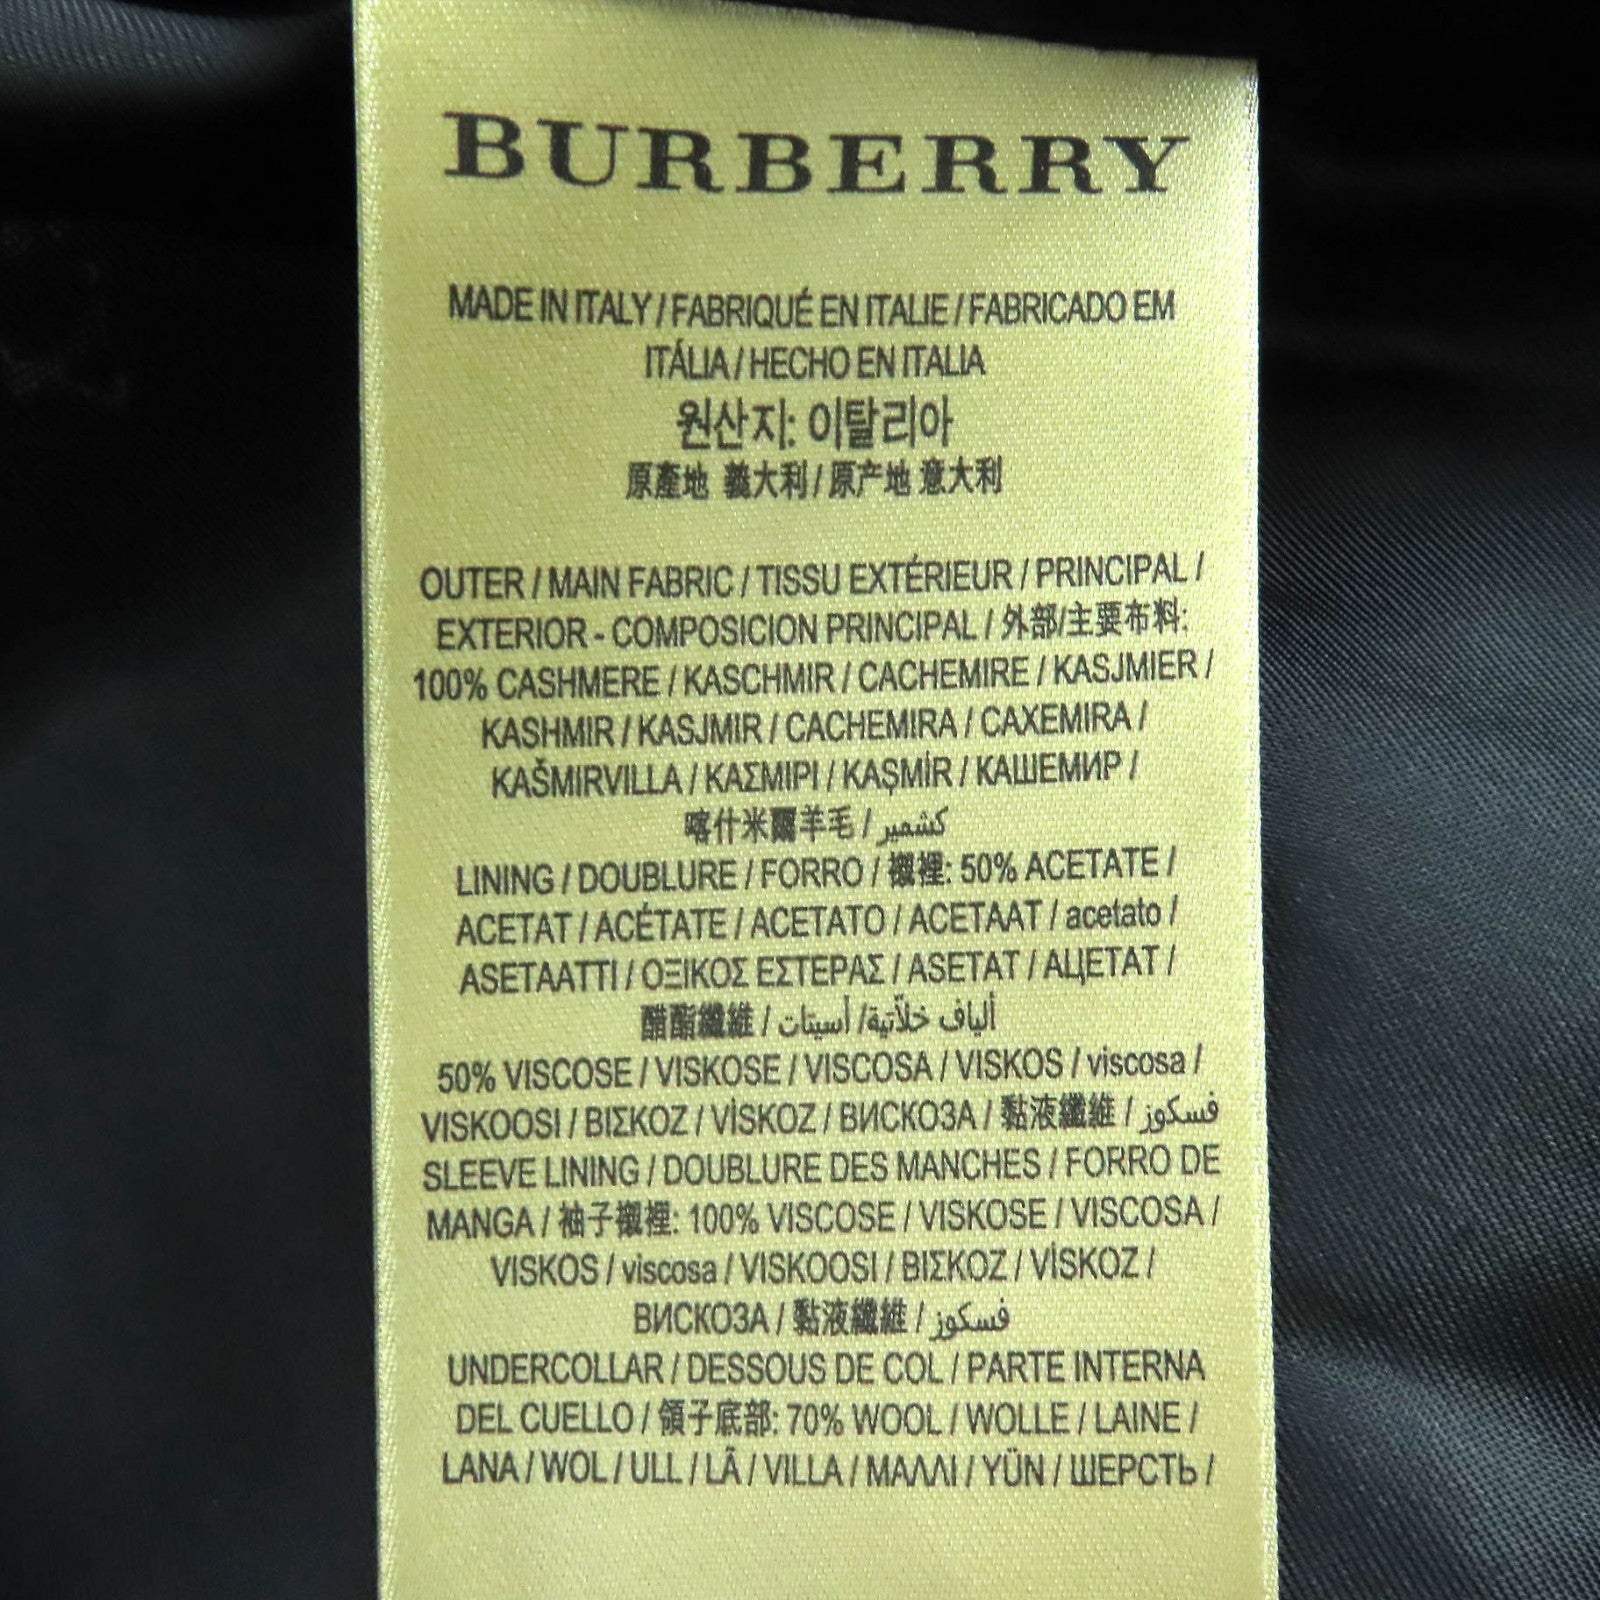 BURBERRY
MADE IN ITALY / FABRIQUÉ EN ITALIE / FABRICADO EM
ITÁLIA / HECHO EN ITALIA
원산지: 이탈리아
原產地 義大利 / 原产地 意大利
OUTER / MAIN FABRIC / TISSU EXTÉRIEUR / PRINCIPAL /
EXTERIOR - COMPOSICION PRINCIPAL / 外部/主要布料:
100% CASHMERE / KASCHMIR / CACHEMIRE / KASJMIER /
KASHMIR / KASJMIR / CACHEMIRA / CAXEMIRA /
KAŠMIRVILLA / ΚΑΣΜΙΡΙ / KAŞMİR / КАШЕМИР /
喀什米爾羊毛 / كشمير
LINING / DOUBLURE / FORRO / 襯裡: 50% ACETATE /
ACETAT / ACÉTATE / ACETATO / ACETAAT / acetato /
ASETAATTI / ΟΞΙΚΟΣ ΕΣΤΕΡΑΣ / ASETAT / АЦЕТАТ /
醋酯纖維 / ألياف خلاّتية/ أسيتات
50% VISCOSE / VISKOSE / VISCOSA / VISKOS / viscosa /
VISKOOSI / ΒΙΣΚΟΖ / VİSKOZ / ВИСКОЗА / 黏液纖維 / فسكوز
SLEEVE LINING / DOUBLURE DES MANCHES / FORRO DE
MANGA / 袖子襯裡: 100% VISCOSE / VISKOSE / VISCOSA /
VISKOS / viscosa / VISKOOSI / ΒΙΣΚΟΖ / VİSKOZ /
ВИСКОЗА / 黏液纖維 / فسكوز
UNDERCOLLAR / DESSOUS DE COL / PARTE INTERNA
DEL CUELLO / 領子底部: 70% WOOL / WOLLE / LAINE /
LANA / WOL / ULL / LÃ / VILLA / ΜΑΛΛΙ / YÜN / ШЕРСТЬ /